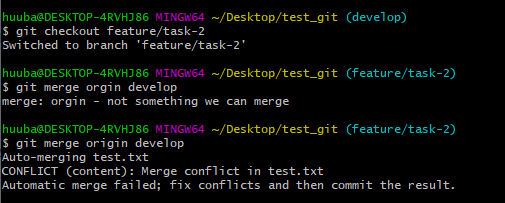 huuba@DESKTOP-4RVHJ86 MINGW64 ~/Desktop/test_git (develop)
$ git checkout feature/task-2
Switched to branch 'feature/task-2'
huuba@DESKTOP-4RVHJ86 MINGW64 ~/Desktop/test_git (feature/task-2)
$ git merge orgin develop
merge: orgin - not something we can merge
huuba@DESKTOP-4RVHJ86 MINGW64 ~/Desktop/test_git (feature/task-2)
$ git merge origin develop
Auto-merging test.txt
CONFLICT (content): Merge conflict in test.txt
Automatic merge failed; fix conflicts and then commit the result.